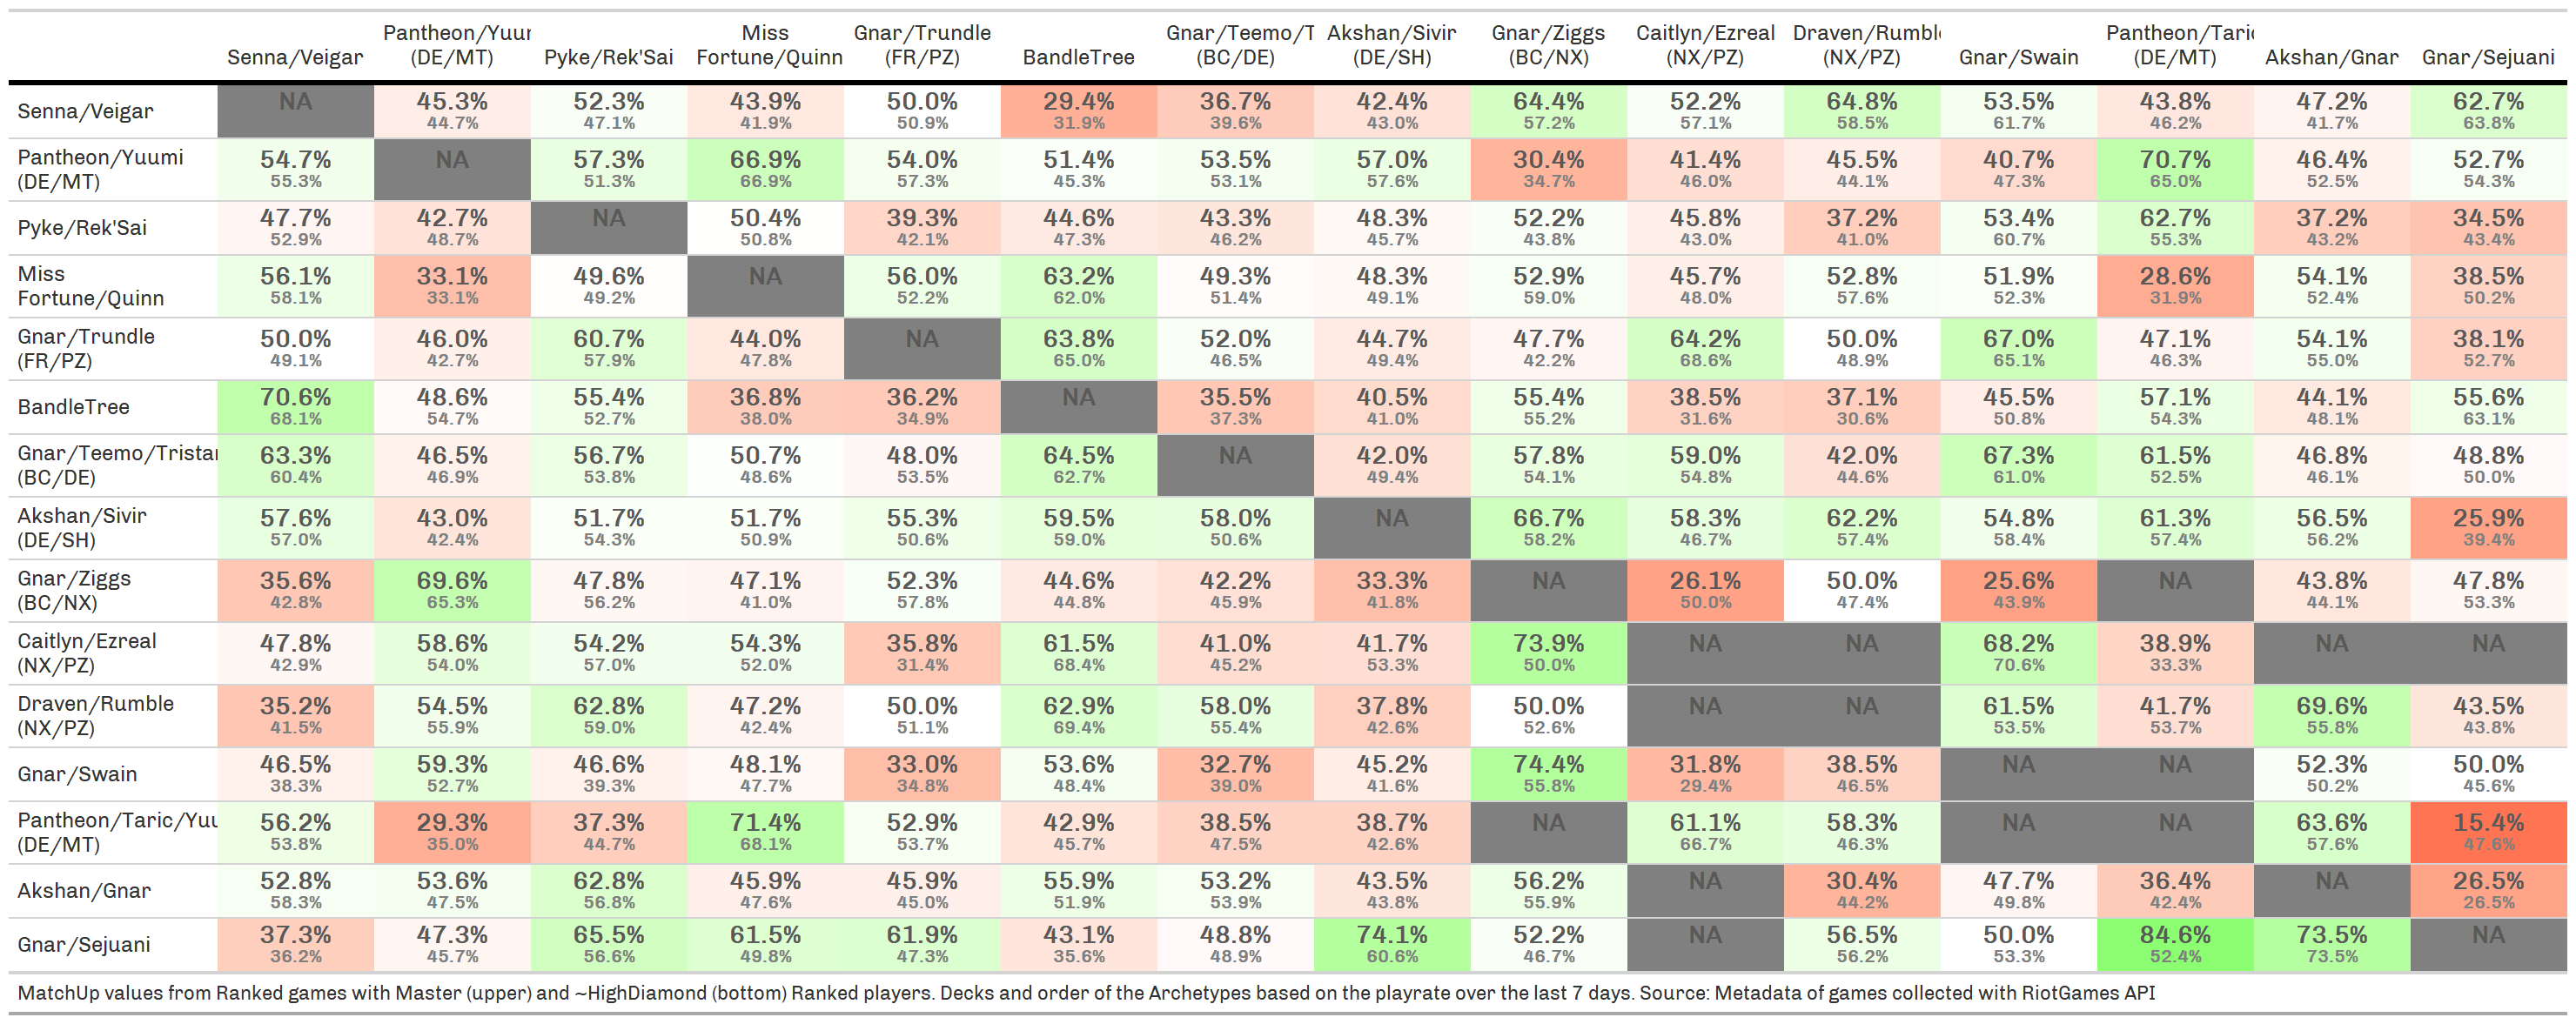 Senna/Veigar Pantheon/Yuur (DE/MT) Pyke/Rek'Sai Miss Fortune/Quinn Gnar/Trundle (FR/PZ) BandleTree Gnar/Teemo/T (BC/DE) Akshan/Sivir (DE/SH) Gnar/Ziggs (BC/NX) Caitlyn/Ezreal (NX/PZ) Draven/Rumbl (NX/PZ) Gnar/Swain Pantheon/Taric (DE/MT) Akshan/Gnar Gnar/Sejuani
Senna/Veigar NA 45.3% 52.3% 43.9% 50.0% 29.4% 36.7% 42.4% 64.4% 52.2% 64.8% 53.5% 43.8% 47.2% 62.7%
44.7% 47.1% 41.9% 50.9% 31.9% 39.6% 43.0% 57.2% 57.1% 58.5% 61.7% 46.2% 41.7% 63.8%
Pantheon/Yuumi 54.7% NA 57.3% 66.9% 54.0% 51.4% 53.5% 57.0% 30.4% 41.4% 45.5% 40.7% 70.7% 46.4% 52.7%
(DE/MT) 55.3% 51.3% 66.9% 57.3% 45.3% 53.1% 57.6% 34.7% 46.0% 44.1% 47.3% 65.0% 52.5% 54.3%
Pyke/Rek'Sai 47.7% 42.7% NA 50.4% 39.3% 44.6% 43.3% 48.3% 52.2% 45.8% 37.2% 53.4% 62.7% 37.2% 34.5%
52.9% 48.7% 50.8% 42.1% 47.3% 46.2% 45.7% 43.8% 43.0% 41.0% 60.7% 55.3% 43.2% 43.4%
Miss 56.1% 33.1% 49.6% NA 56.0% 63.2% 49.3% 48.3% 52.9% 45.7% 52.8% 51.9% 28.6% 54.1% 38.5%
Fortune/Quinn 58.1% 33.1% 49.2% 52.2% 62.0% 51.4% 49.1% 59.0% 48.0% 57.6% 52.3% 31.9% 52.4% 50.2%
Gnar/Trundle 50.0% 46.0% 60.7% 44.0% NA 63.8% 52.0% 44.7% 47.7% 64.2% 50.0% 67.0% 47.1% 54.1% 38.1%
(FR/PZ) 49.1% 42.7% 57.9% 47.8% 65.0% 46.5% 49.4% 42.2% 68.6% 48.9% 65.1% 46.3% 55.0% 52.7%
BandleTree 70.6% 48.6% 55.4% 36.8% 36.2% NA 35.5% 40.5% 55.4% 38.5% 37.1% 45.5% 57.1% 44.1% 55.6%
68.1% 54.7% 52.7% 38.0% 34.9% 37.3% 41.0% 55.2% 31.6% 30.6% 50.8% 54.3% 48.1% 63.1%
Gnar/Teemo/Tristar 63.3% 46.5% 56.7% 50.7% 48.0% 64.5% NA 42.0% 57.8% 59.0% 42.0% 67.3% 61.5% 46.8% 48.8%
(BC/DE) 60.4% 46.9% 53.8% 48.6% 53.5% 62.7% 49.4% 54.1% 54.8% 44.6% 61.0% 52.5% 46.1% 50.0%
Akshan/Sivir 57.6% 43.0% 51.7% 51.7% 55.3% 59.5% 58.0% NA 66.7% 58.3% 62.2% 54.8% 61.3% 56.5% 25.9%
(DE/SH) 57.0% 42.4% 54.3% 50.9% 50.6% 59.0% 50.6% 58.2% 46.7% 57.4% 58.4% 57.4% 56.2% 39.4%
Gnar/Ziggs 35.6% 69.6% 47.8% 47.1% 52.3% 44.6% 42.2% 33.3% NA 26.1% 50.0% 25.6% NA 43.8% 47.8%
(BC/NX) 42.8% 65.3% 56.2% 41.0% 57.8% 44.8% 45.9% 41.8% 50.0% 47.4% 43.9% 44.1% 53.3%
Caitlyn/Ezreal 47.8% 58.6% 54.2% 54.3% 35.8% 61.5% 41.0% 41.7% 73.9% NA NA 68.2% 38.9% NA NA
(NX/PZ) 42.9% 54.0% 57.0% 52.0% 31.4% 68.4% 45.2% 53.3% 50.0% 70.6% 33.3%
Draven/Rumble 35.2% 54.5% 62.8% 47.2% 50.0% 62.9% 58.0% 37.8% 50.0% NA NA 61.5% 41.7% 69.6% 43.5%
(NX/PZ) 41.5% 55.9% 59.0% 42.4% 51.1% 69.4% 55.4% 42.6% 52.6% 53.5% 53.7% 55.8% 43.8%
Gnar/Swain 46.5% 59.3% 46.6% 48.1% 33.0% 53.6% 32.7% 45.2% 74.4% 31.8% 38.5% NA NA 52.3% 50.0%
38.3% 52.7% 39.3% 47.7% 34.8% 48.4% 39.0% 41.6% 55.8% 29.4% 46.5% 50.2% 45.6%
Pantheon/Taric/Yuu 56.2% 29.3% 37.3% 71.4% 52.9% 42.9% 38.5% 38.7% NA 61.1% 58.3% NA NA 63.6% 15.4%
(DE/MT) 53.8% 35.0% 44.7% 68.1% 53.7% 45.7% 47.5% 42.6% 66.7% 46.3% 57.6% 47.6%
Akshan/Gnar 52.8% 53.6% 62.8% 45.9% 45.9% 55.9% 53.2% 43.5% 56.2% NA 30.4% 47.7% 36.4% NA 26.5%
58.3% 47.5% 56.8% 47.6% 45.0% 51.9% 53.9% 43.8% 55.9% 44.2% 49.8% 42.4% 26.5%
Gnar/Sejuani 37.3% 47.3% 65.5% 61.5% 61.9% 43.1% 48.8% 74.1% 52.2% NA 56.5% 50.0% 84.6% 73.5% NA
36.2% 45.7% 56.6% 49.8% 47.3% 35.6% 48.9% 60.6% 46.7% 56.2% 53.3% 52.4% 73.5%
MatchUp values from Ranked games with Master (upper) and ~HighDiamond (bottom) Ranked players. Decks and order of the Archetypes based on the playrate over the last 7 days. Source: Metadata of games collected with RiotGames API